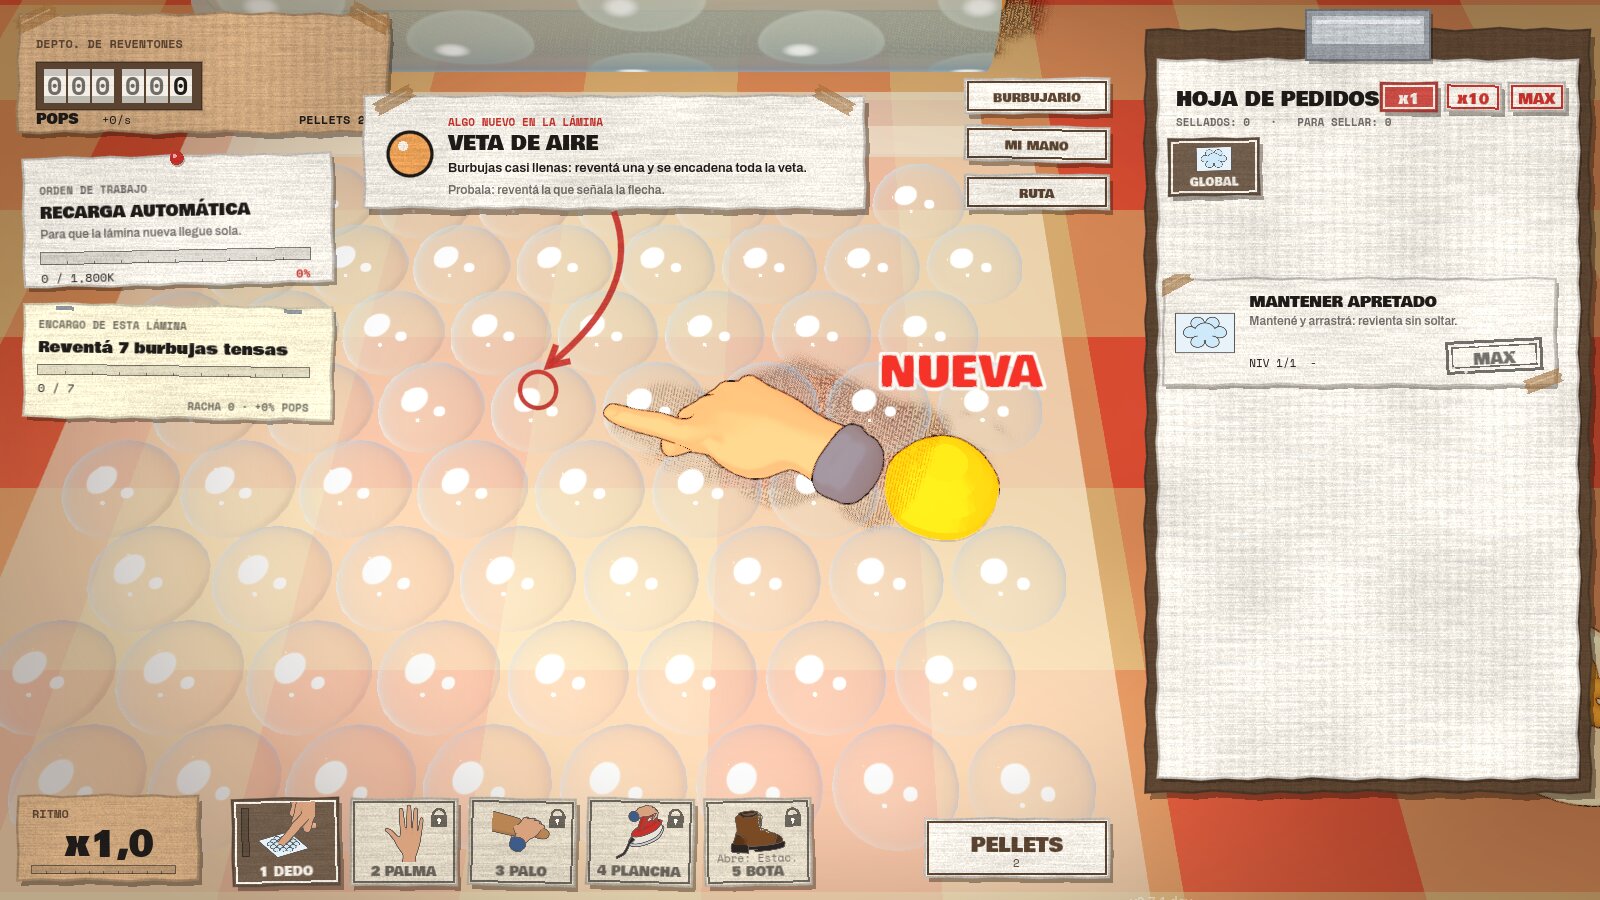 DEPTO. DE REVENTONES
000 000
POPS +0/s PELLETS 2
ORDEN DE TRABAJO
RECARGA AUTOMÁTICA
Para que la lámina nueva llegue sola.
0 / 1.800K 0%
ENCARGO DE ESTA LÁMINA
Reventá 7 burbujas tensas
0 / 7
RACHA 0 · +0% POPS
ALGO NUEVO EN LA LÁMINA
VETA DE AIRE
Burbujas casi llenas: reventá una y se encadena toda la veta.
Probala: reventá la que señala la flecha.
BURBUJARIO
MI MANO
RUTA
NUEVA
HOJA DE PEDIDOS x1 x10 MAX
SELLADOS: 0 · PARA SELLAR: 0
GLOBAL
MANTENER APRETADO
Mantené y arrastrá: revienta sin soltar.
NIV 1/1 -
MAX
RITMO
x1,0
1 DEDO
2 PALMA
3 PALO
4 PLANCHA
Abre: Estac.
5 BOTA
PELLETS
2